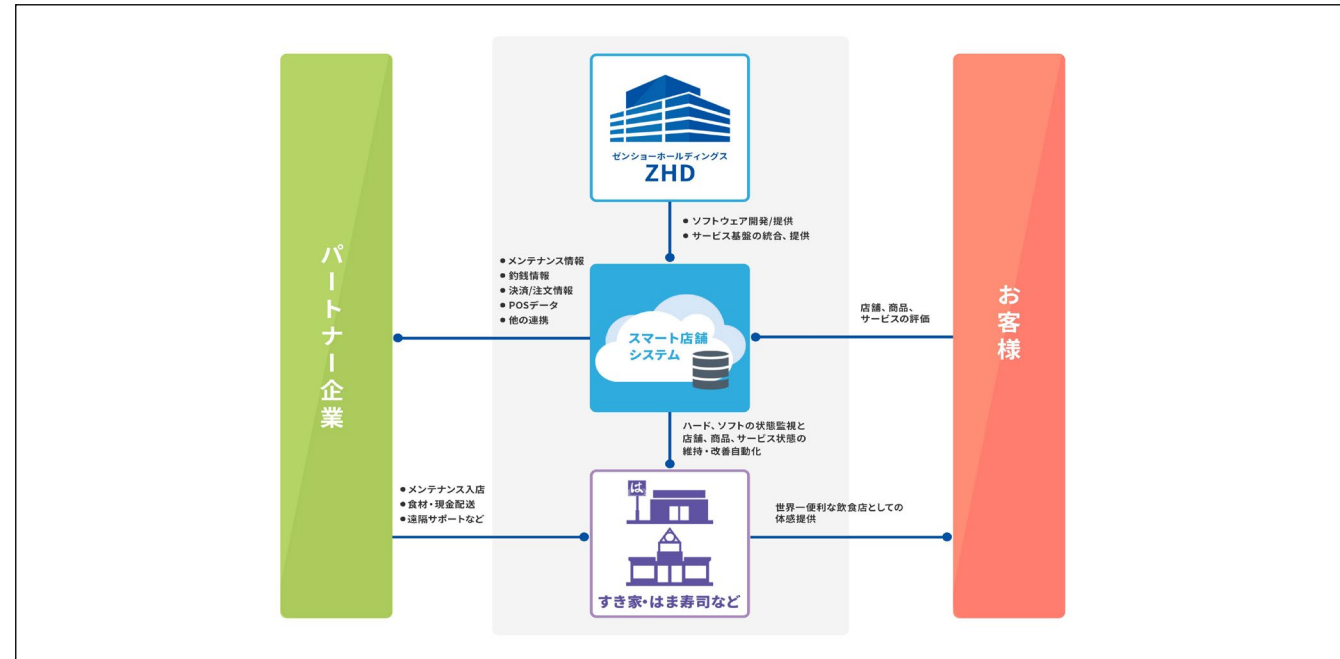 ゼンショーホールディングス
ZHD
● ソフトウェア開発/提供
● サービス基盤の統合、提供
パートナー企業
● メンテナンス情報
● 釣銭情報
● 決済/注文情報
● POSデータ
● 他の連携
スマート店舗
システム
店舗、商品、
サービスの評価
お客様
ハード、ソフトの状態監視と
店舗、商品、サービス状態の
維持・改善自動化
● メンテナンス入店
● 食材・現金配送
● 遠隔サポートなど
は
すき家・はま寿司など
世界一便利な飲食店としての
体感提供